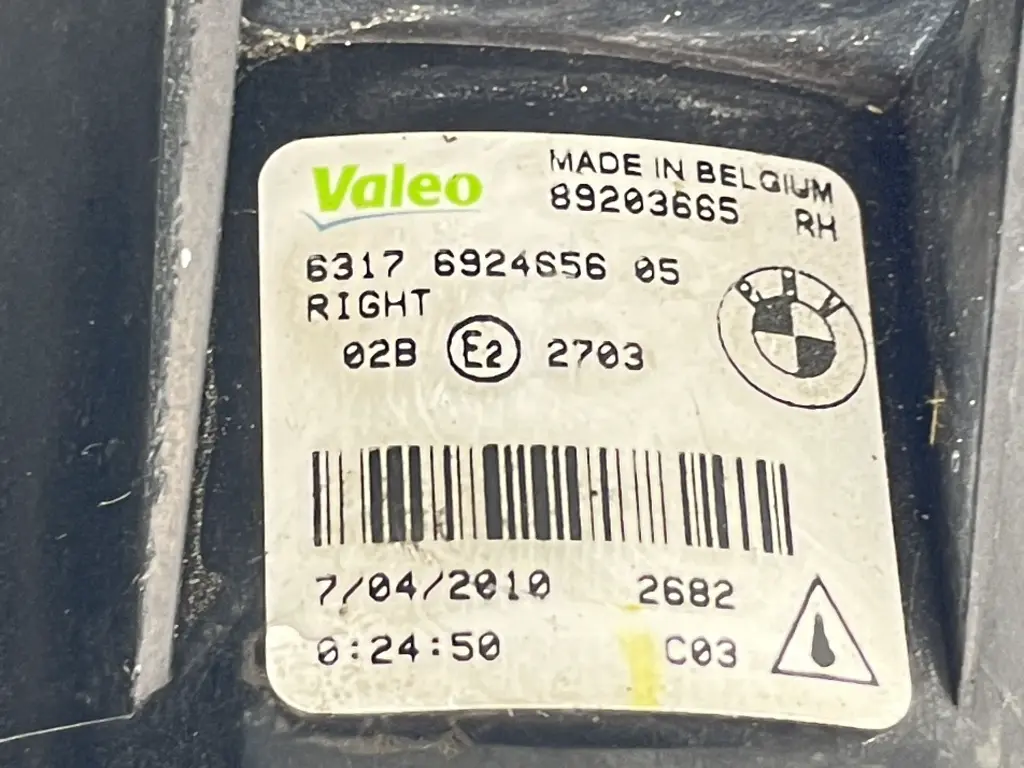 Valeo
MADE IN BELGIUM
89203665 RH
6317 6924656 05
RIGHT
02B E2 2703
7/04/2010 2682
0:24:50 C03